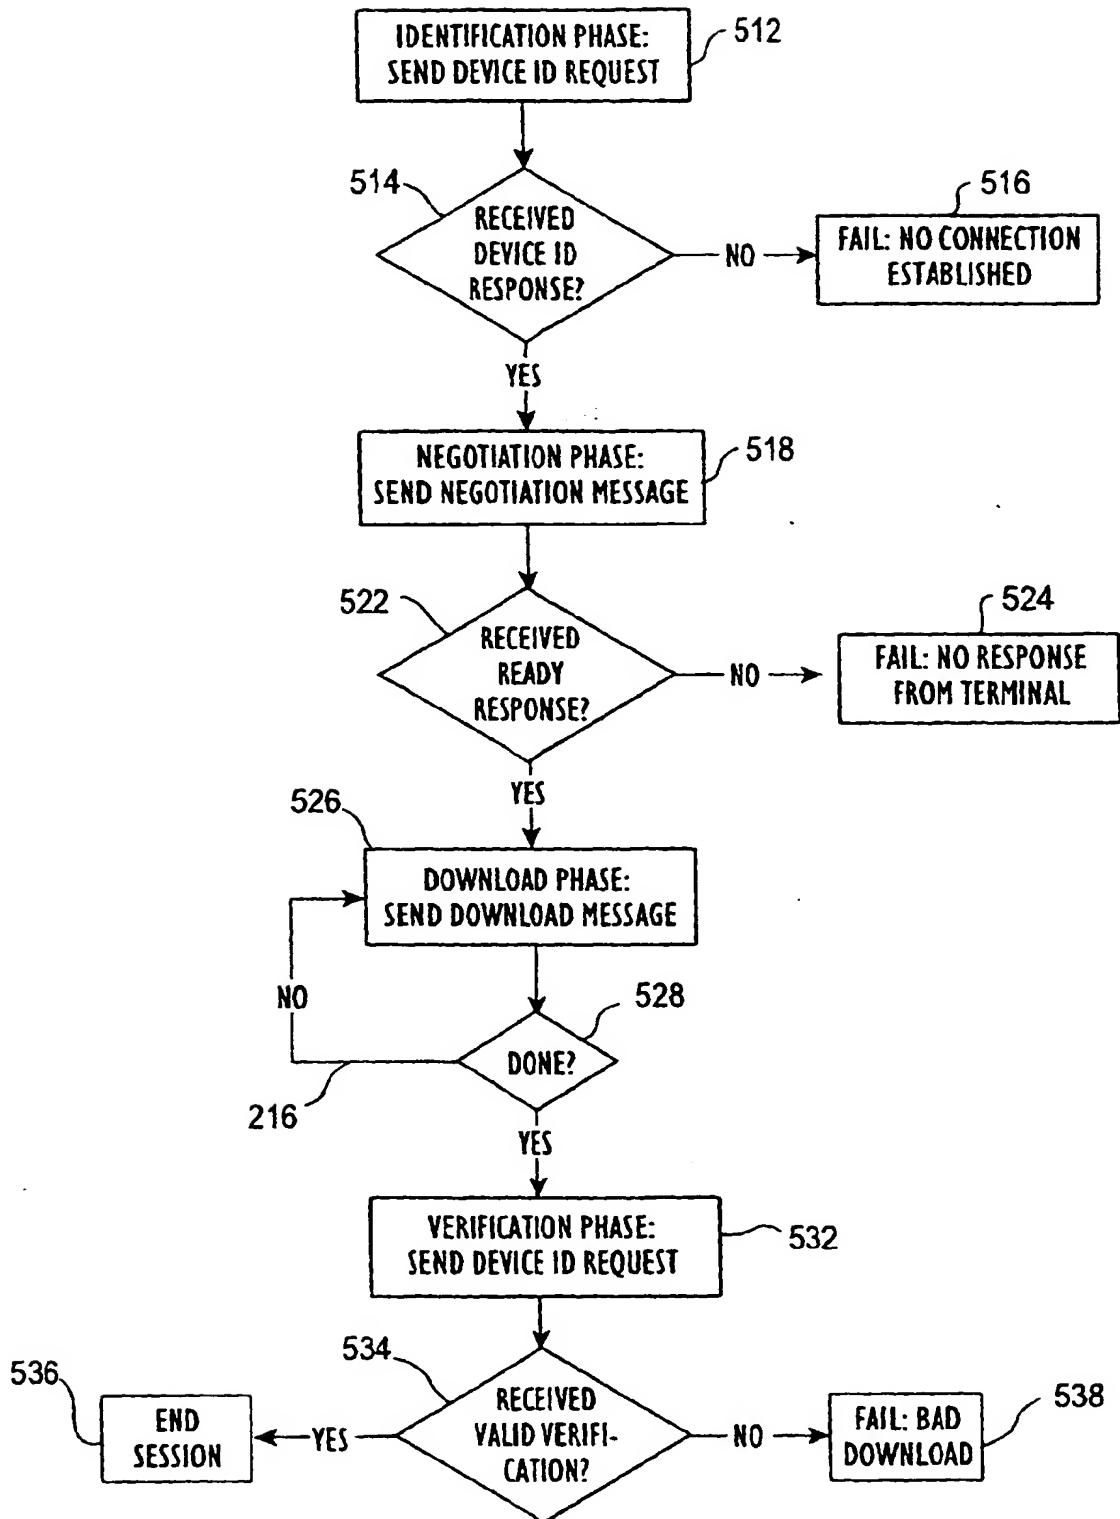 IDENTIFICATION PHASE:
SEND DEVICE ID REQUEST
512
514
RECEIVED
DEVICE ID
RESPONSE?
NO
516
FAIL: NO CONNECTION
ESTABLISHED
YES
NEGOTIATION PHASE:
SEND NEGOTIATION MESSAGE
518
522
RECEIVED
READY
RESPONSE?
NO
524
FAIL: NO RESPONSE
FROM TERMINAL
YES
526
DOWNLOAD PHASE:
SEND DOWNLOAD MESSAGE
NO
528
DONE?
216
YES
VERIFICATION PHASE:
SEND DEVICE ID REQUEST
532
534
RECEIVED
VALID VERIFI-
CATION?
536
END
SESSION
YES
NO
FAIL: BAD
DOWNLOAD
538